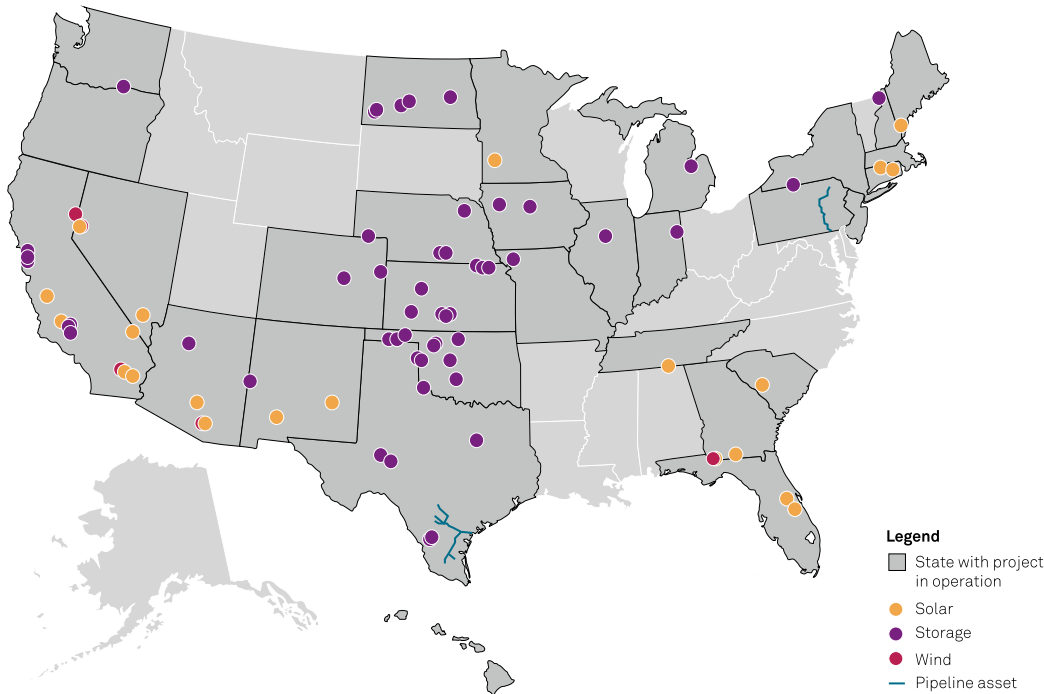 Legend
State with project
in operation
Solar
Storage
Wind
Pipeline asset